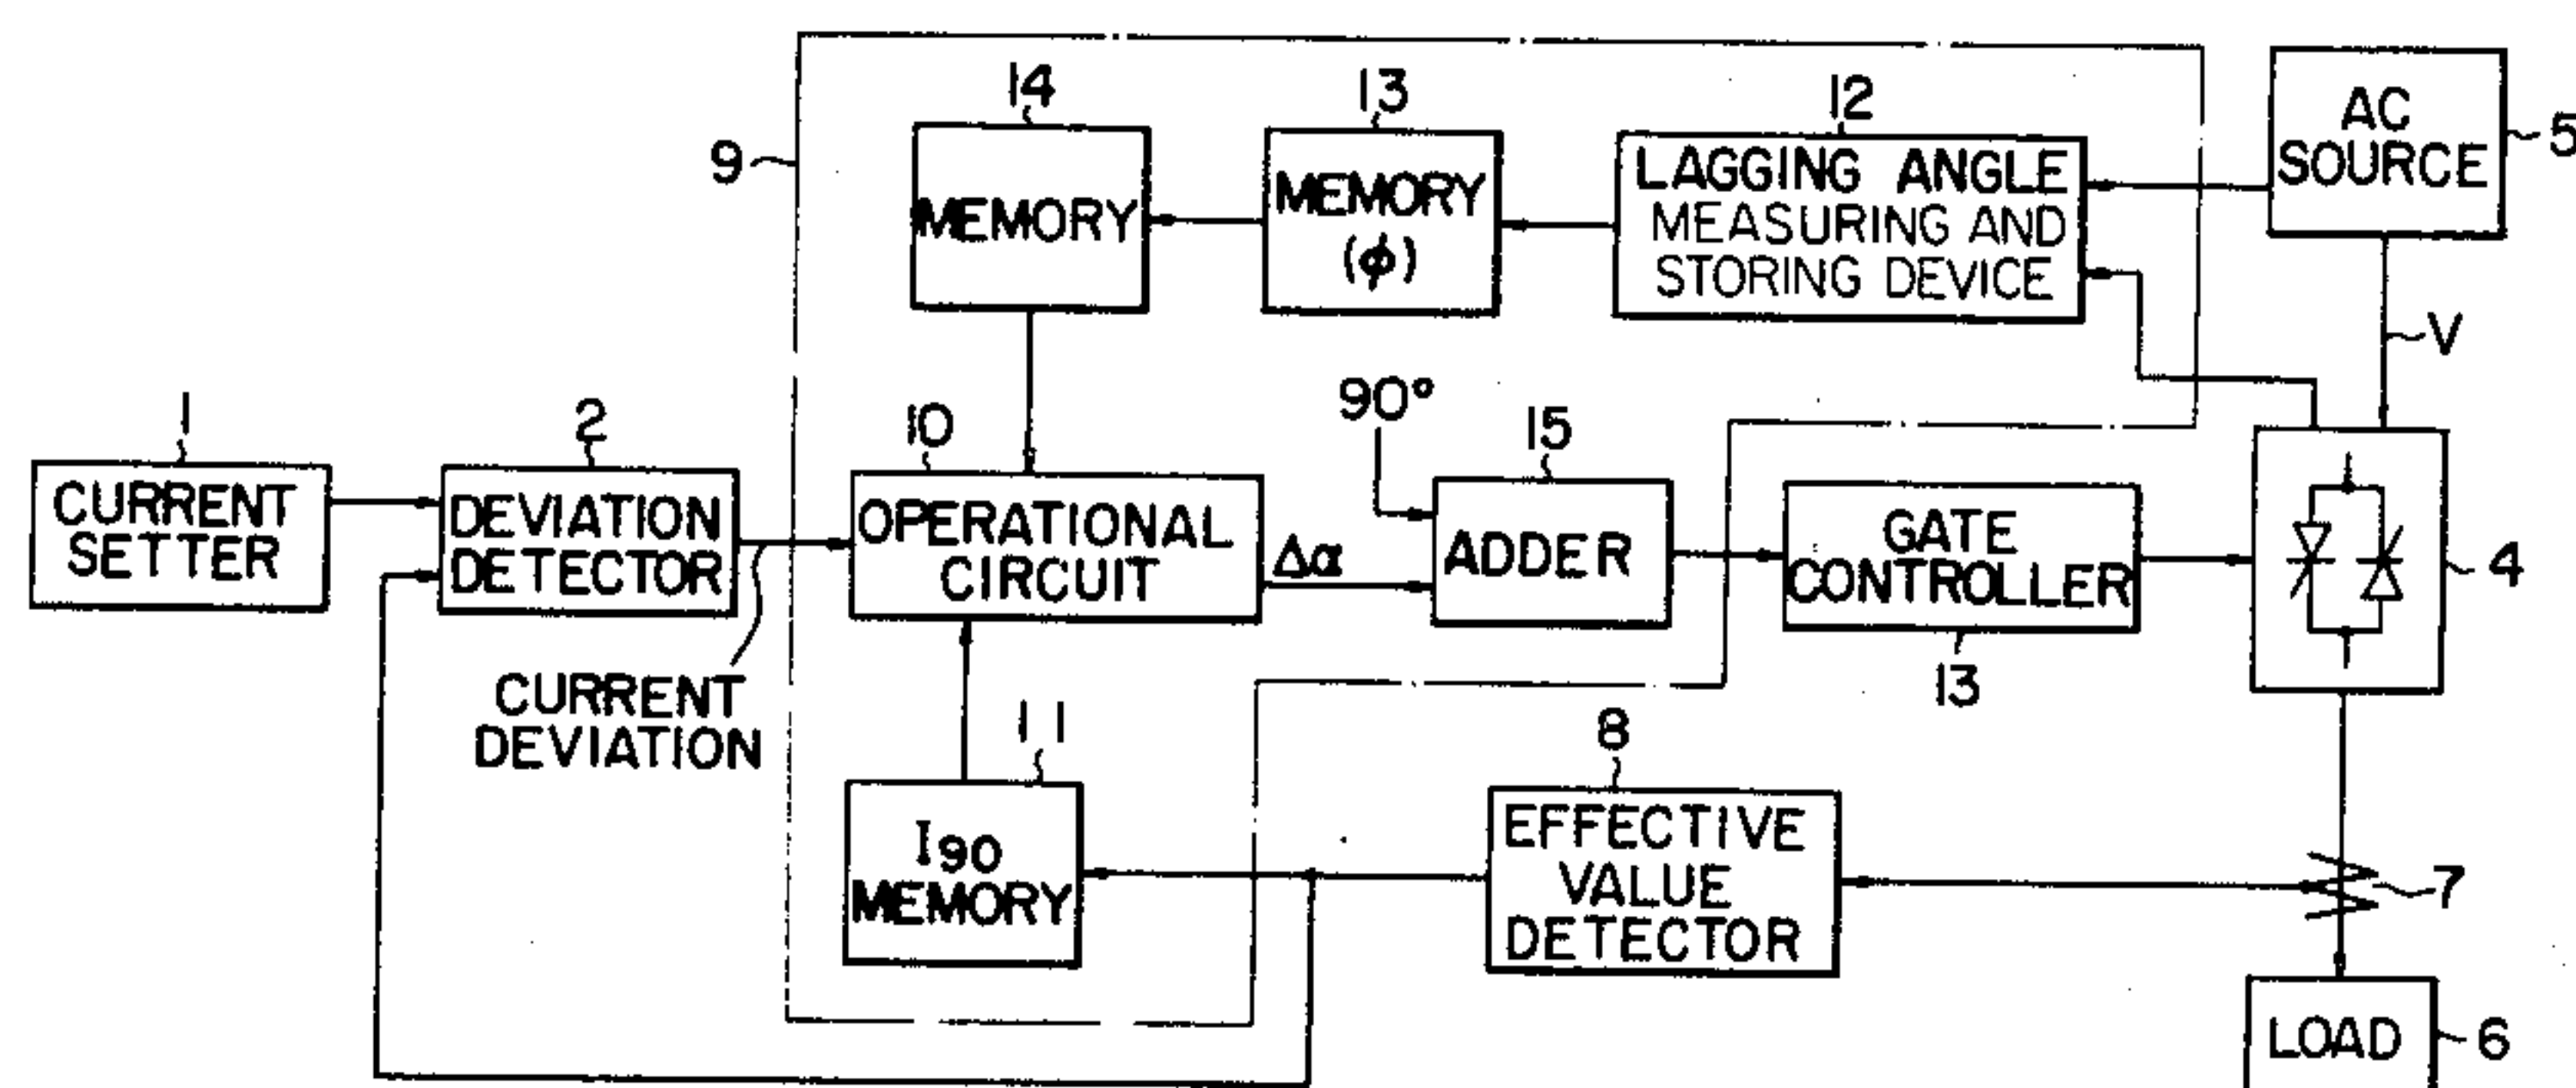 14
13
12
AC
SOURCE
5
9
MEMORY
MEMORY
(ϕ)
LAGGING ANGLE
MEASURING AND
STORING DEVICE
V
1
2
10
90°
15
CURRENT
SETTER
DEVIATION
DETECTOR
OPERATIONAL
CIRCUIT
Δα
ADDER
GATE
CONTROLLER
13
4
CURRENT
DEVIATION
11
8
I90
MEMORY
EFFECTIVE
VALUE
DETECTOR
7
LOAD
6